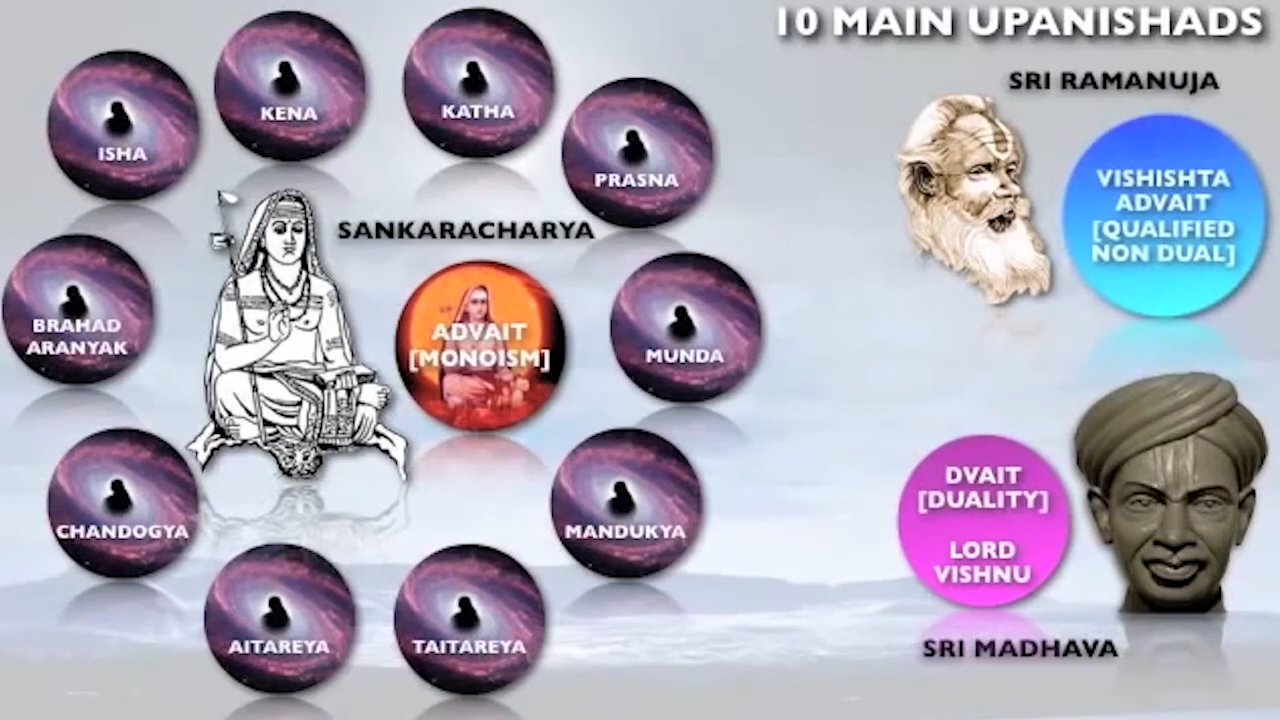 10 MAIN UPANISHADS
ISHA
KENA
KATHA
PRASNA
SANKARACHARYA
BRAHAD
ARANYAK
ADVAIT
[MONOISM]
MUNDA
CHANDOGYA
MANDUKYA
AITAREYA
TAITAREYA
SRI RAMANUJA
VISHISHTA
ADVAIT
[QUALIFIED
NON DUAL]
DVAIT
[DUALITY]
LORD
VISHNU
SRI MADHAVA